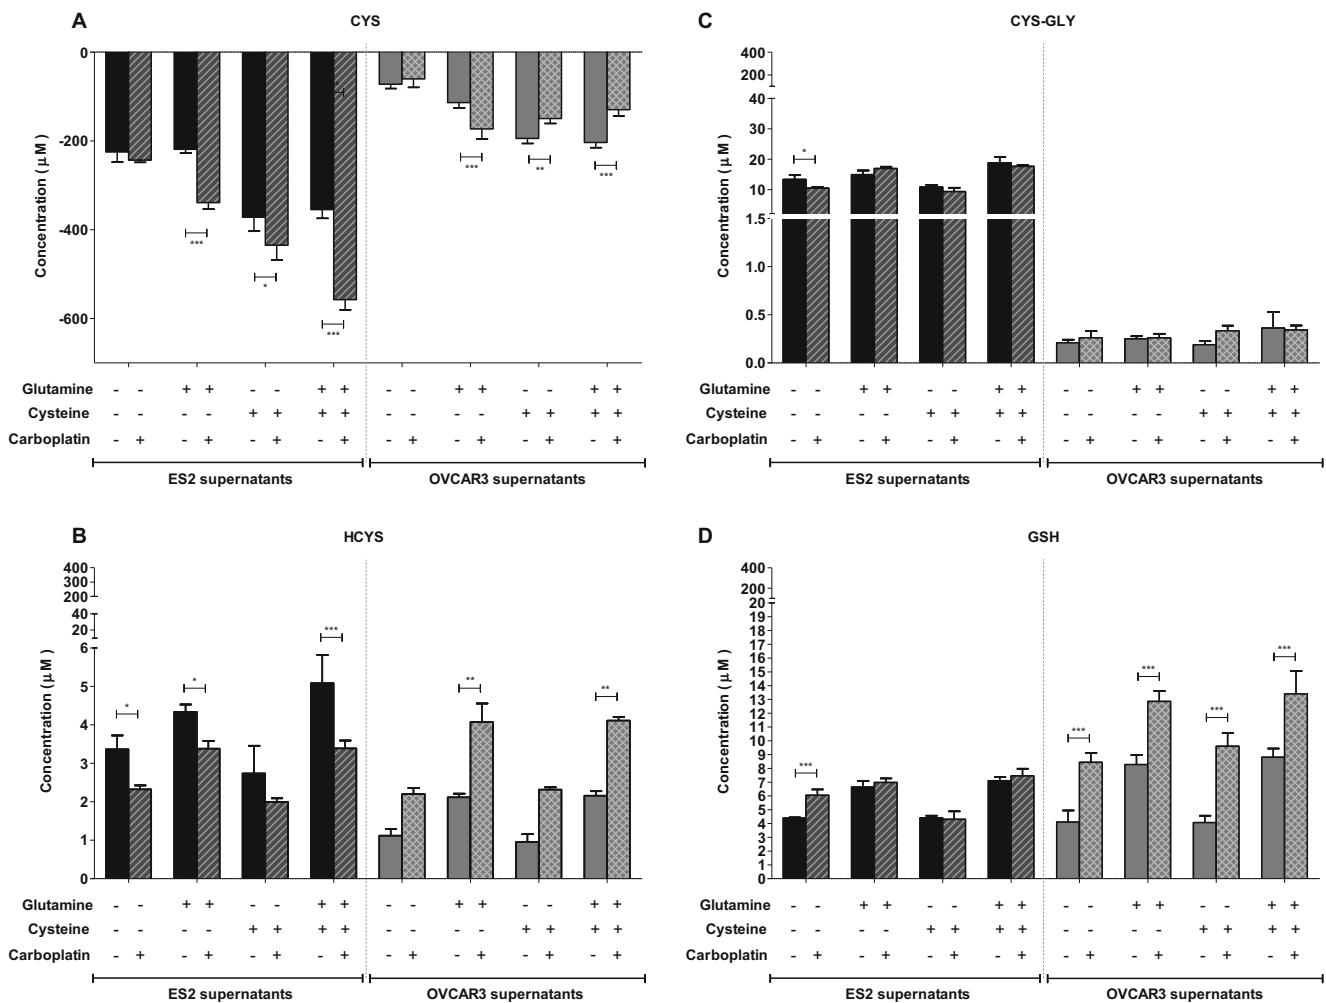 A
CYS
Concentration (µM)
0
-200
-400
-600
***
*
***
***
**
***
Glutamine - - + + - - + + - - + + - - + +
Cysteine - - - - + + + + - - - - + + + +
Carboplatin - + - + - + - + - + - + - + - +
ES2 supernatants
OVCAR3 supernatants
C
CYS-GLY
Concentration (µM)
400
200
40
30
20
10
1.5
1.0
0.5
0.0
*
Glutamine - - + + - - + + - - + + - - + +
Cysteine - - - - + + + + - - - - + + + +
Carboplatin - + - + - + - + - + - + - + - +
ES2 supernatants
OVCAR3 supernatants
B
HCYS
Concentration (µM)
400
300
200
40
20
6
5
4
3
2
1
0
*
*
***
**
**
Glutamine - - + + - - + + - - + + - - + +
Cysteine - - - - + + + + - - - - + + + +
Carboplatin - + - + - + - + - + - + - + - +
ES2 supernatants
OVCAR3 supernatants
D
GSH
Concentration (µM)
400
200
20
19
18
17
16
15
14
13
12
11
10
9
8
7
6
5
4
3
2
1
0
***
***
***
***
***
Glutamine - - + + - - + + - - + + - - + +
Cysteine - - - - + + + + - - - - + + + +
Carboplatin - + - + - + - + - + - + - + - +
ES2 supernatants
OVCAR3 supernatants